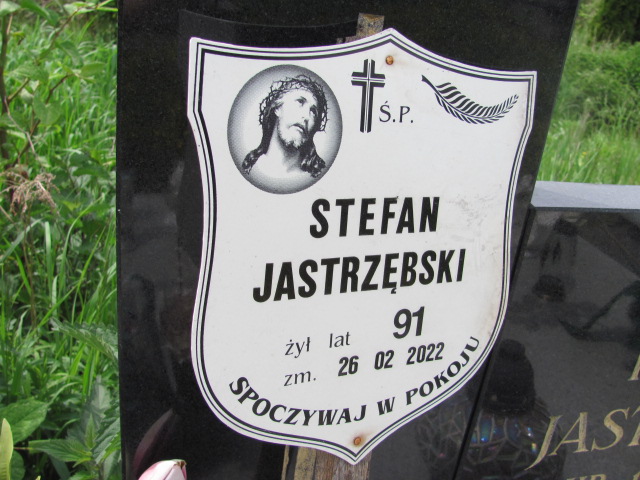 Ś.P.
STEFAN
JASTRZĘBSKI
żył lat 91
zm. 26 02 2022
SPOCZYWAJ W POKOJU